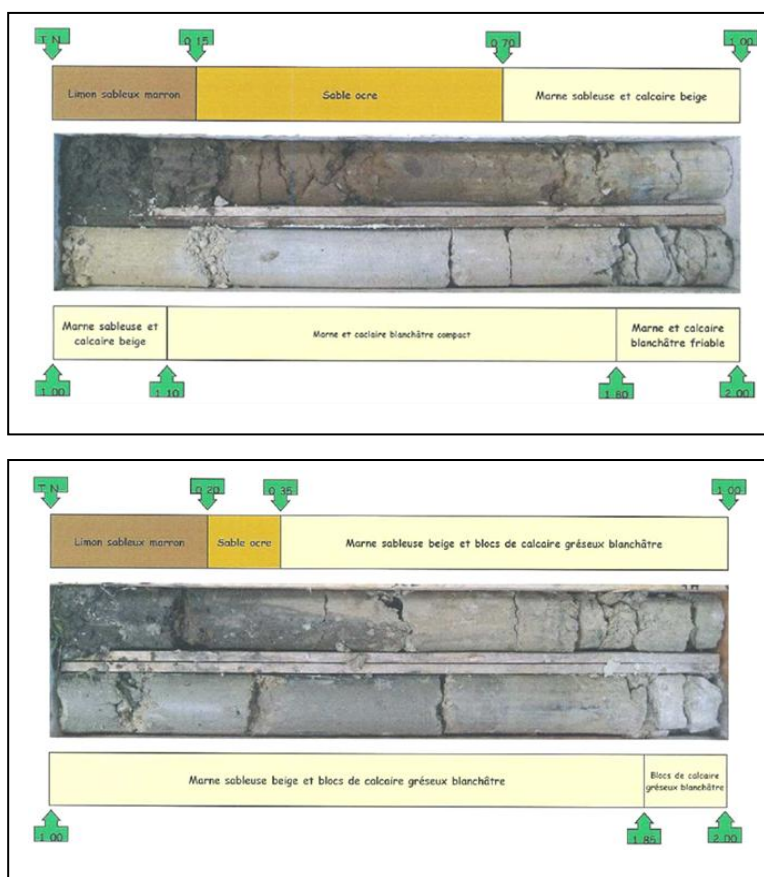 T.N. 0.15 0.70 1.00
Limon sableux marron Sable ocre Marne sableuse et calcaire beige
Marne sableuse et
calcaire beige
Marne et caclaire blanchâtre compact
Marne et calcaire
blanchâtre friable
1.00 1.10 1.80 2.00
T.N. 0.20 0.35 1.00
Limon sableux marron Sable ocre Marne sableuse beige et blocs de calcaire gréseux blanchâtre
Marne sableuse beige et blocs de calcaire gréseux blanchâtre
Blocs de calcaire
gréseux blanchâtre
1.00 1.85 2.00